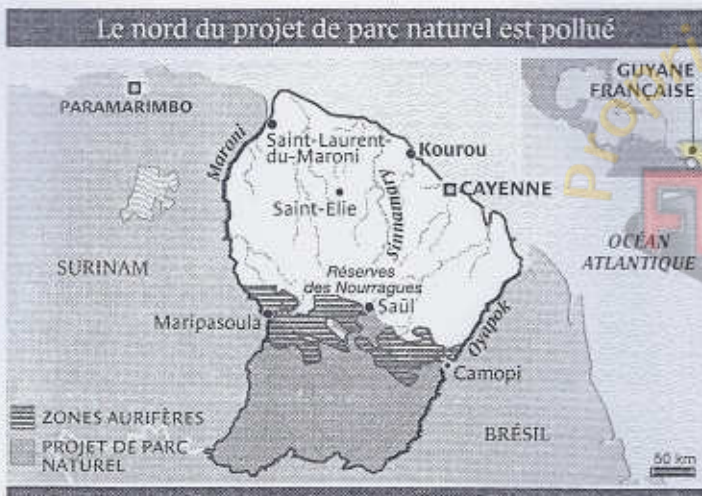 Le nord du projet de parc naturel est pollué
GUYANE
FRANÇAISE
PARAMARIMBO
Maroni
Saint-Laurent-
du-Maroni
Kourou
CAYENNE
Saint-Elie
Sinnamary
OCÉAN
ATLANTIQUE
SURINAM
Réserves
des Nourragues
Saül
Maripasoula
Oyapok
Camopi
ZONES AURIFÈRES
PROJET DE PARC
NATUREL
BRÉSIL
50 km
Propri